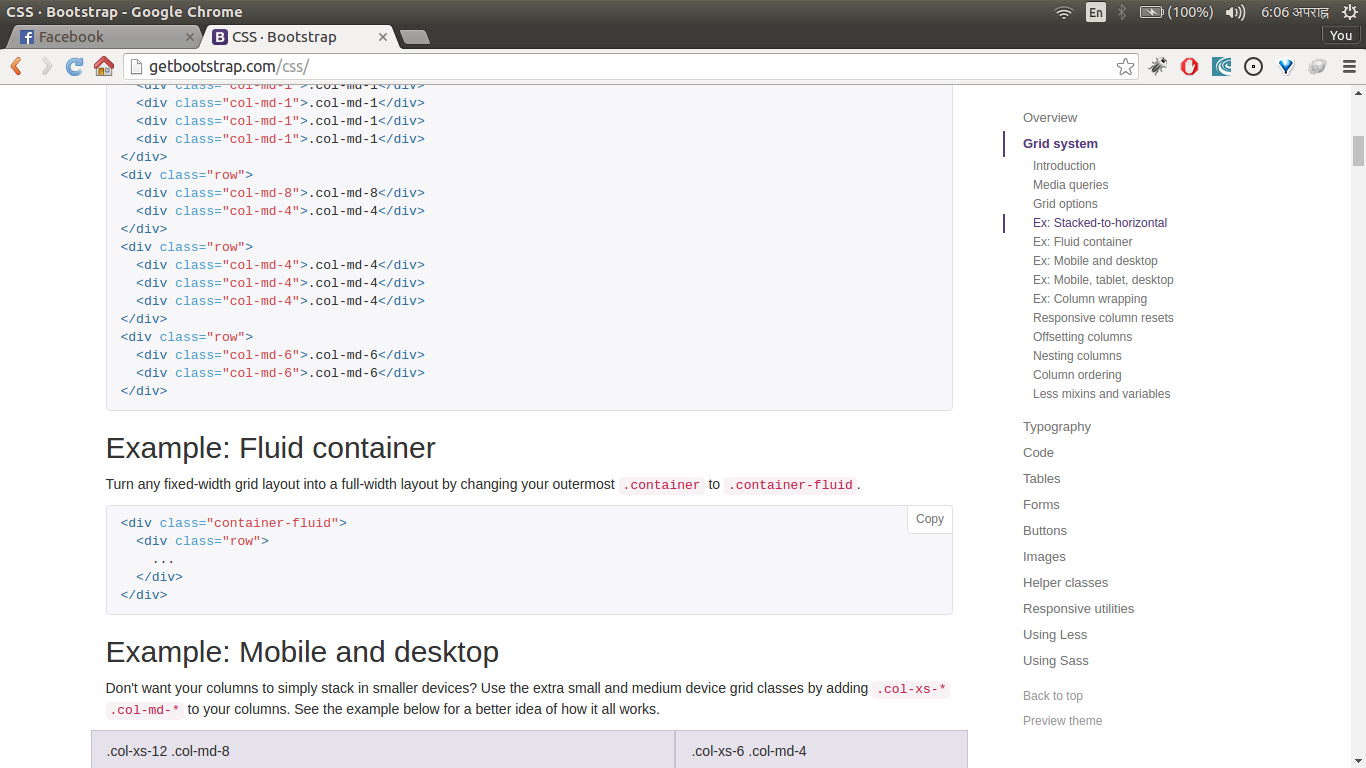 CSS · Bootstrap - Google Chrome
En
(100%)
6:06 अपराह्न
Facebook
CSS · Bootstrap
You
getbootstrap.com/css/
<div class="col-md-1">.col-md-1</div>
<div class="col-md-1">.col-md-1</div>
<div class="col-md-1">.col-md-1</div>
<div class="col-md-1">.col-md-1</div>
</div>
<div class="row">
<div class="col-md-8">.col-md-8</div>
<div class="col-md-4">.col-md-4</div>
</div>
<div class="row">
<div class="col-md-4">.col-md-4</div>
<div class="col-md-4">.col-md-4</div>
<div class="col-md-4">.col-md-4</div>
</div>
<div class="row">
<div class="col-md-6">.col-md-6</div>
<div class="col-md-6">.col-md-6</div>
</div>
Example: Fluid container
Turn any fixed-width grid layout into a full-width layout by changing your outermost .container to .container-fluid.
Copy
<div class="container-fluid">
<div class="row">
...
</div>
</div>
Example: Mobile and desktop
Don't want your columns to simply stack in smaller devices? Use the extra small and medium device grid classes by adding .col-xs-*
.col-md-* to your columns. See the example below for a better idea of how it all works.
.col-xs-12 .col-md-8
.col-xs-6 .col-md-4
Overview
Grid system
Introduction
Media queries
Grid options
Ex: Stacked-to-horizontal
Ex: Fluid container
Ex: Mobile and desktop
Ex: Mobile, tablet, desktop
Ex: Column wrapping
Responsive column resets
Offsetting columns
Nesting columns
Column ordering
Less mixins and variables
Typography
Code
Tables
Forms
Buttons
Images
Helper classes
Responsive utilities
Using Less
Using Sass
Back to top
Preview theme